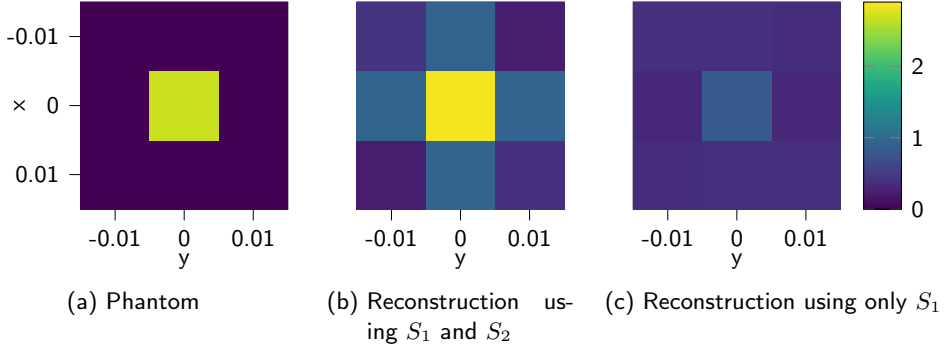 -0.01
x 0
0.01
-0.01 0 0.01
y
-0.01 0 0.01
y
-0.01 0 0.01
y
2
1
0
(a) Phantom
(b) Reconstruction us-
ing S₁ and S₂
(c) Reconstruction using only S₁